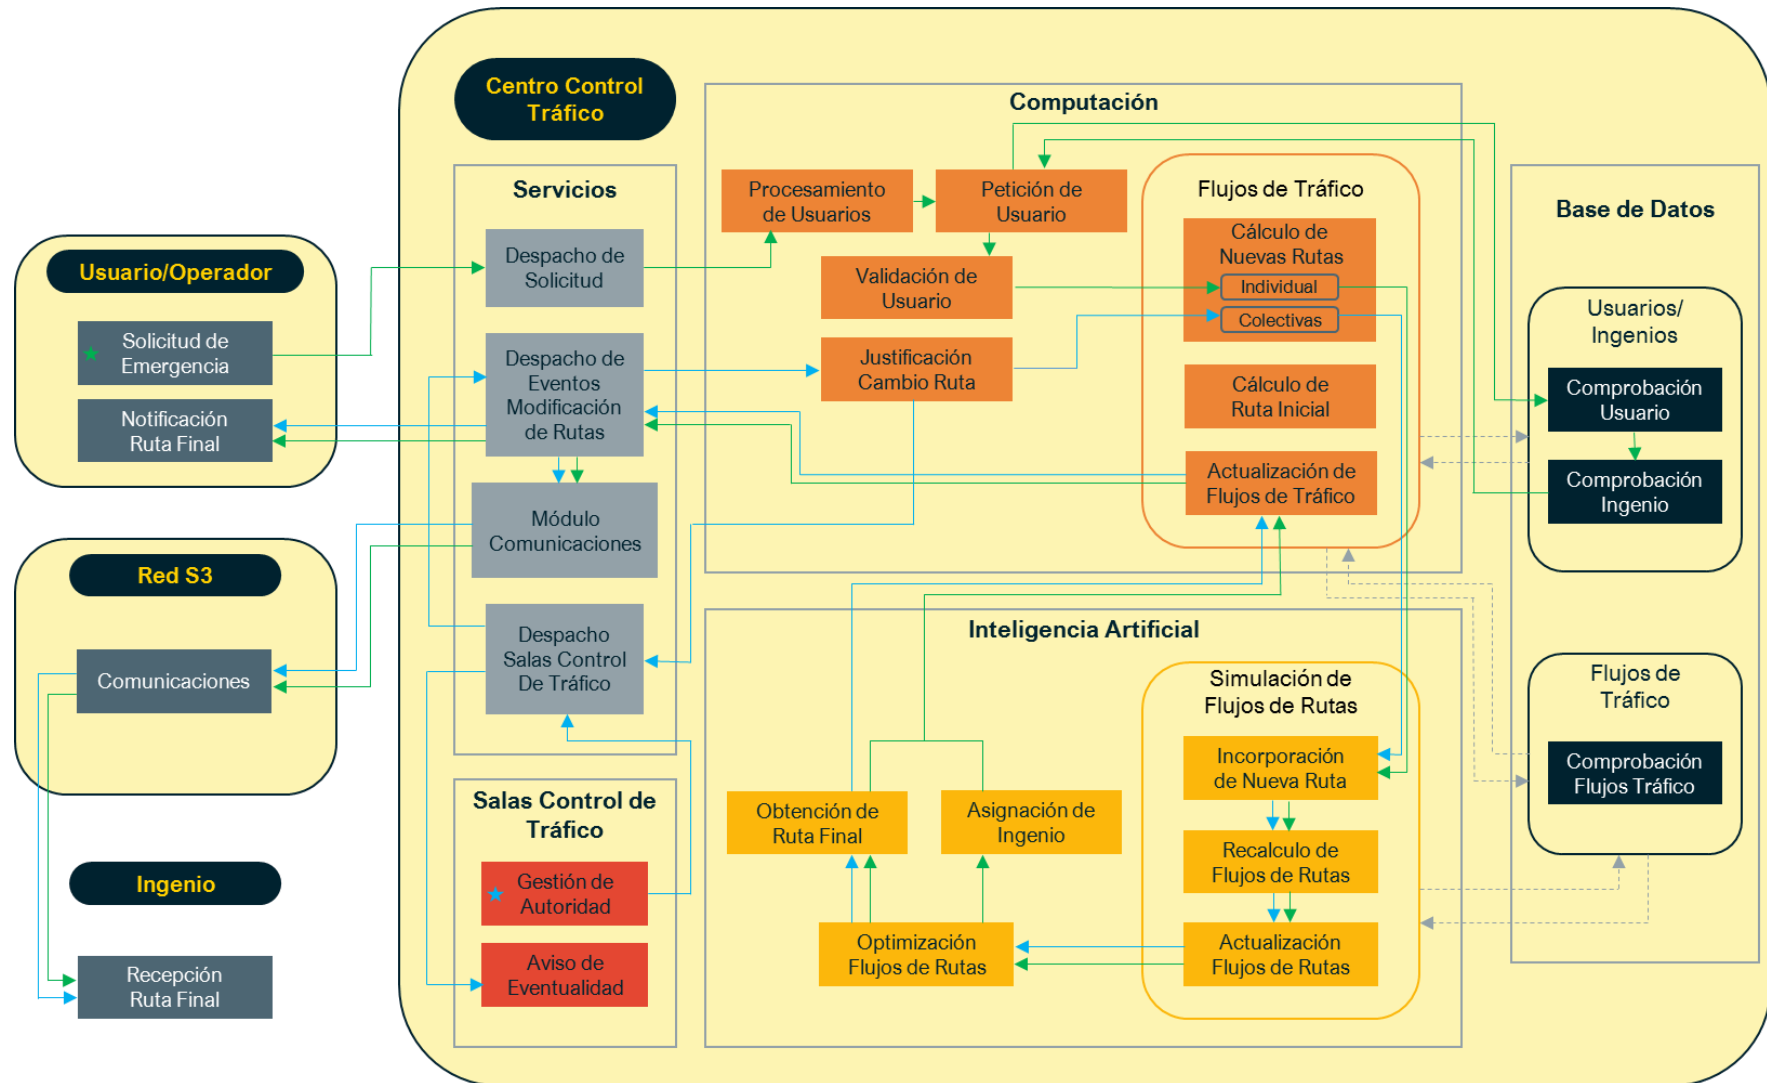 Centro Control
Tráfico
Usuario/Operador
Solicitud de
Emergencia
Notificación
Ruta Final
Red S3
Comunicaciones
Ingenio
Recepción
Ruta Final
Servicios
Despacho de
Solicitud
Despacho de
Eventos
Modificación
de Rutas
Módulo
Comunicaciones
Despacho
Salas Control
De Tráfico
Salas Control de
Tráfico
Gestión de
Autoridad
Aviso de
Eventualidad
Computación
Procesamiento
de Usuarios
Petición de
Usuario
Validación de
Usuario
Justificación
Cambio Ruta
Flujos de Tráfico
Cálculo de
Nuevas Rutas
Individual
Colectivas
Cálculo de
Ruta Inicial
Actualización de
Flujos de Tráfico
Inteligencia Artificial
Simulación de
Flujos de Rutas
Incorporación
de Nueva Ruta
Recalculo de
Flujos de Rutas
Actualización
Flujos de Rutas
Obtención de
Ruta Final
Asignación de
Ingenio
Optimización
Flujos de Rutas
Base de Datos
Usuarios/
Ingenios
Comprobación
Usuario
Comprobación
Ingenio
Flujos de
Tráfico
Comprobación
Flujos Tráfico